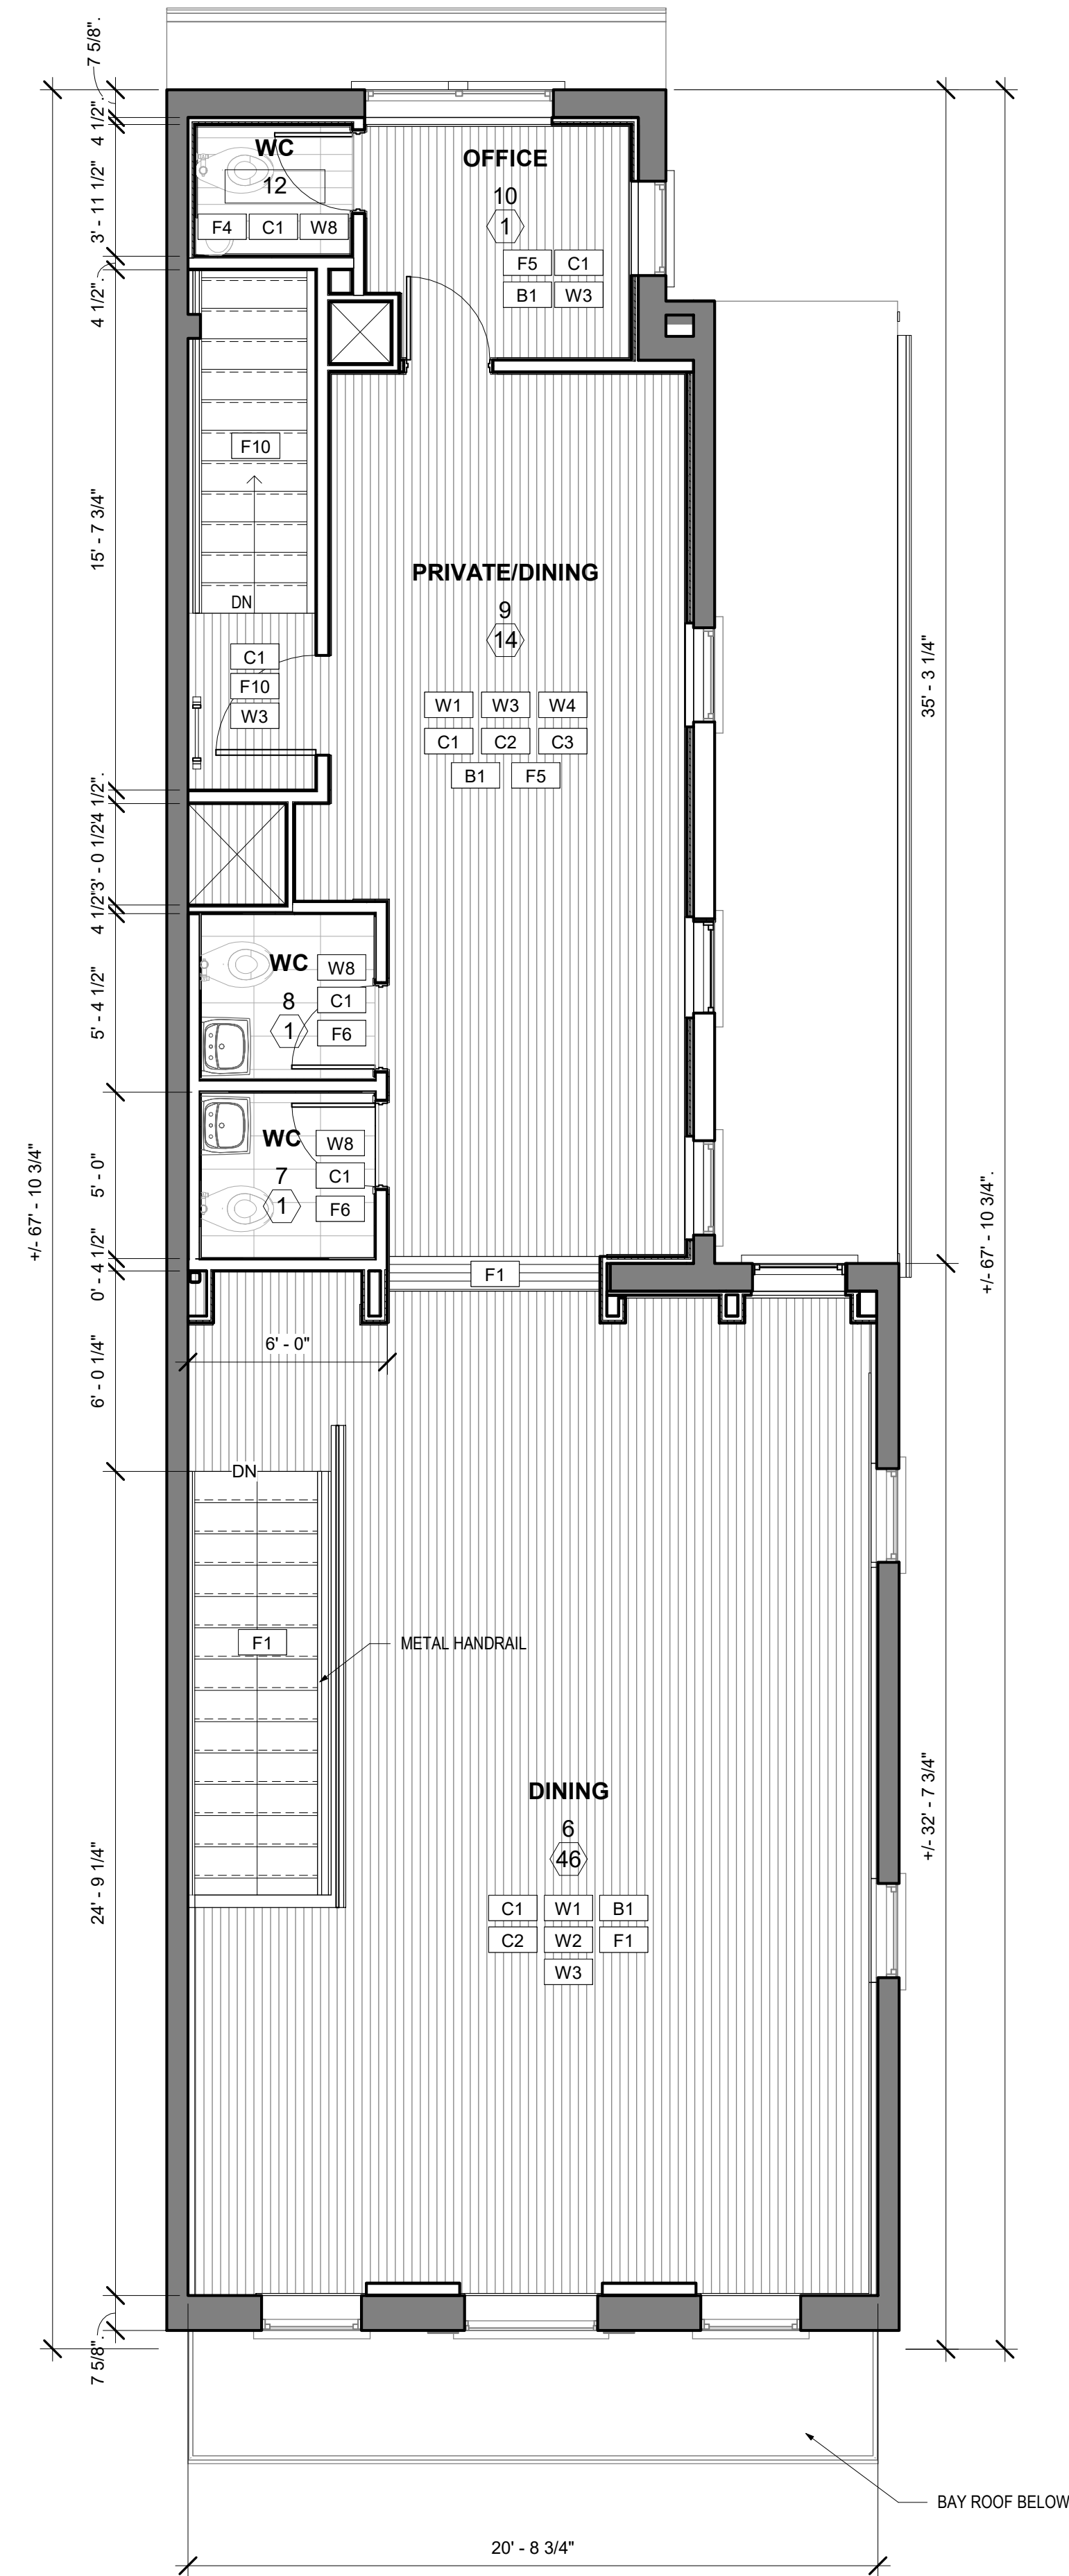 7 5/8".
4 1/2".
3' - 11 1/2"
4 1/2".
15' - 7 3/4"
4 1/2".
3' - 0 1/2"
4 1/2"
5' - 4 1/2"
5' - 0"
0' - 4 1/2"
6' - 0 1/4"
24' - 9 1/4"
7 5/8".
+/- 67' - 10 3/4"
WC
12
F4 C1 W8
OFFICE
10
1
F5 C1
B1 W3
F10
DN
C1
F10
W3
PRIVATE/DINING
9
14
W1 W3 W4
C1 C2 C3
B1 F5
35' - 3 1/4"
WC
8
1
W8
C1
F6
WC
7
1
W8
C1
F6
F1
6' - 0"
+/- 67' - 10 3/4".
DN
F1
METAL HANDRAIL
DINING
6
46
C1 W1 B1
C2 W2 F1
W3
+/- 32' - 7 3/4"
BAY ROOF BELOW
20' - 8 3/4"